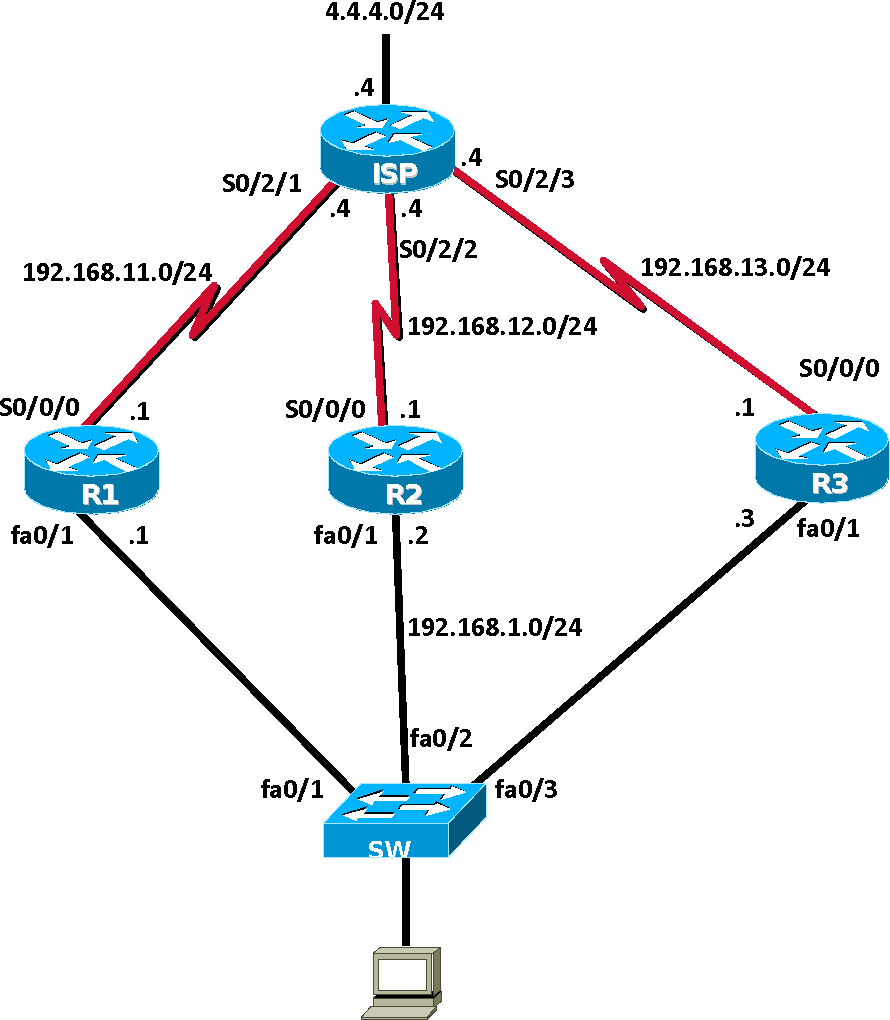 4.4.4.0/24
.4
ISP
.4
S0/2/1
S0/2/3
.4
.4
S0/2/2
192.168.11.0/24
192.168.13.0/24
192.168.12.0/24
S0/0/0
S0/0/0
.1
S0/0/0
.1
.1
R1
R2
R3
fa0/1
.1
fa0/1
.2
.3
fa0/1
192.168.1.0/24
fa0/2
fa0/1
fa0/3
SW